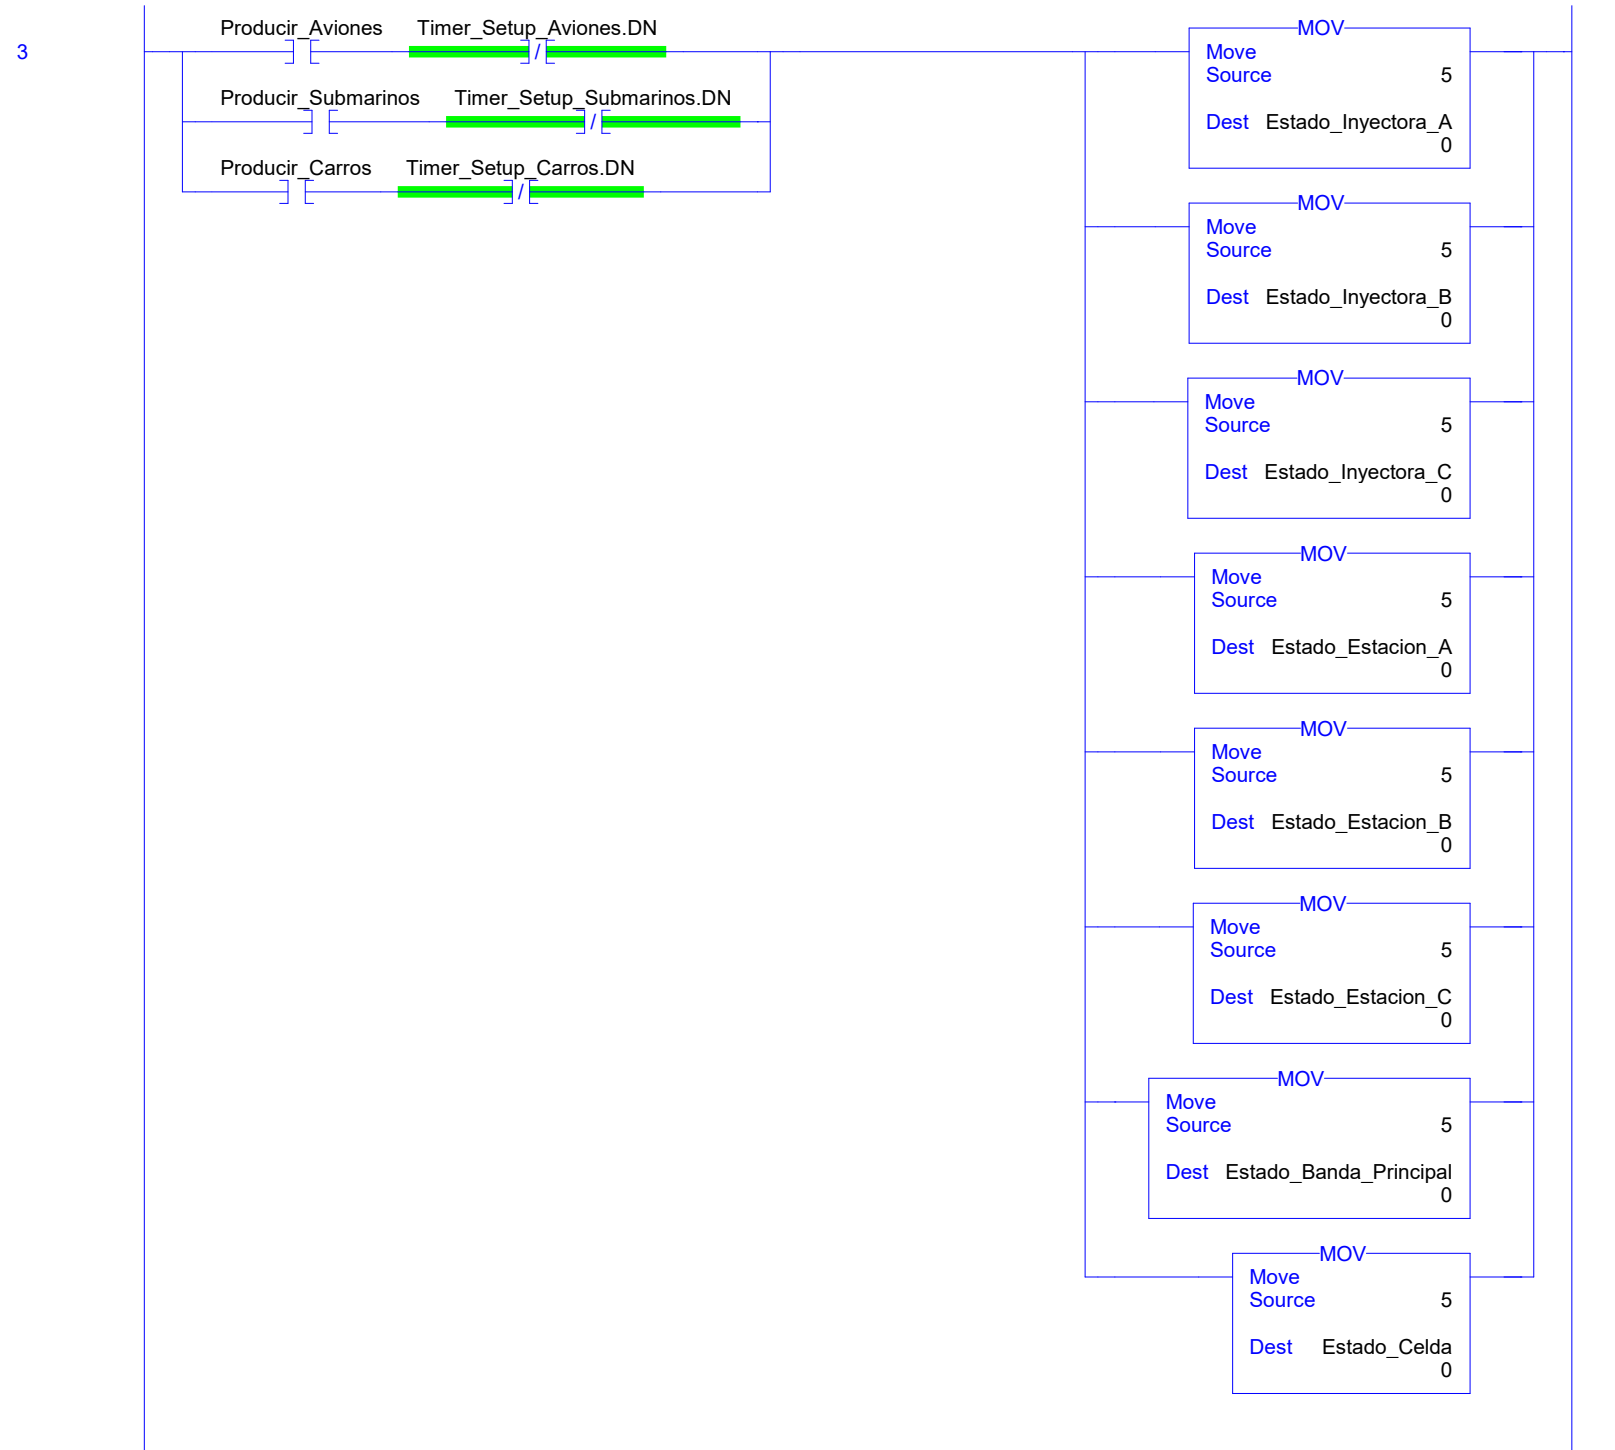 Producir_Aviones Timer_Setup_Aviones.DN
3
/
Producir_Submarinos Timer_Setup_Submarinos.DN
/
Producir_Carros Timer_Setup_Carros.DN
/
MOV
Move
Source 5
Dest Estado_Inyectora_A
0
MOV
Move
Source 5
Dest Estado_Inyectora_B
0
MOV
Move
Source 5
Dest Estado_Inyectora_C
0
MOV
Move
Source 5
Dest Estado_Estacion_A
0
MOV
Move
Source 5
Dest Estado_Estacion_B
0
MOV
Move
Source 5
Dest Estado_Estacion_C
0
MOV
Move
Source 5
Dest Estado_Banda_Principal
0
MOV
Move
Source 5
Dest Estado_Celda
0